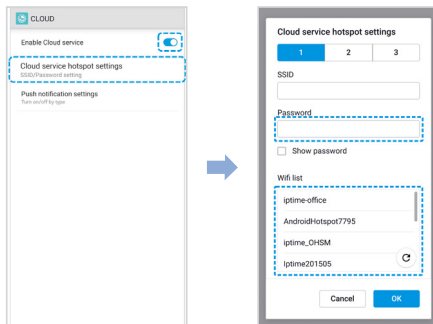 CLOUD
Enable Cloud service
Cloud service hotspot settings
SSID/Password setting
Push notification settings
Turn on/off by type
Cloud service hotspot settings
1 2 3
SSID
Password
Show password
Wifi list
iptime-office
AndroidHotspot7795
iptime_OHSM
Iptime201505
Cancel OK